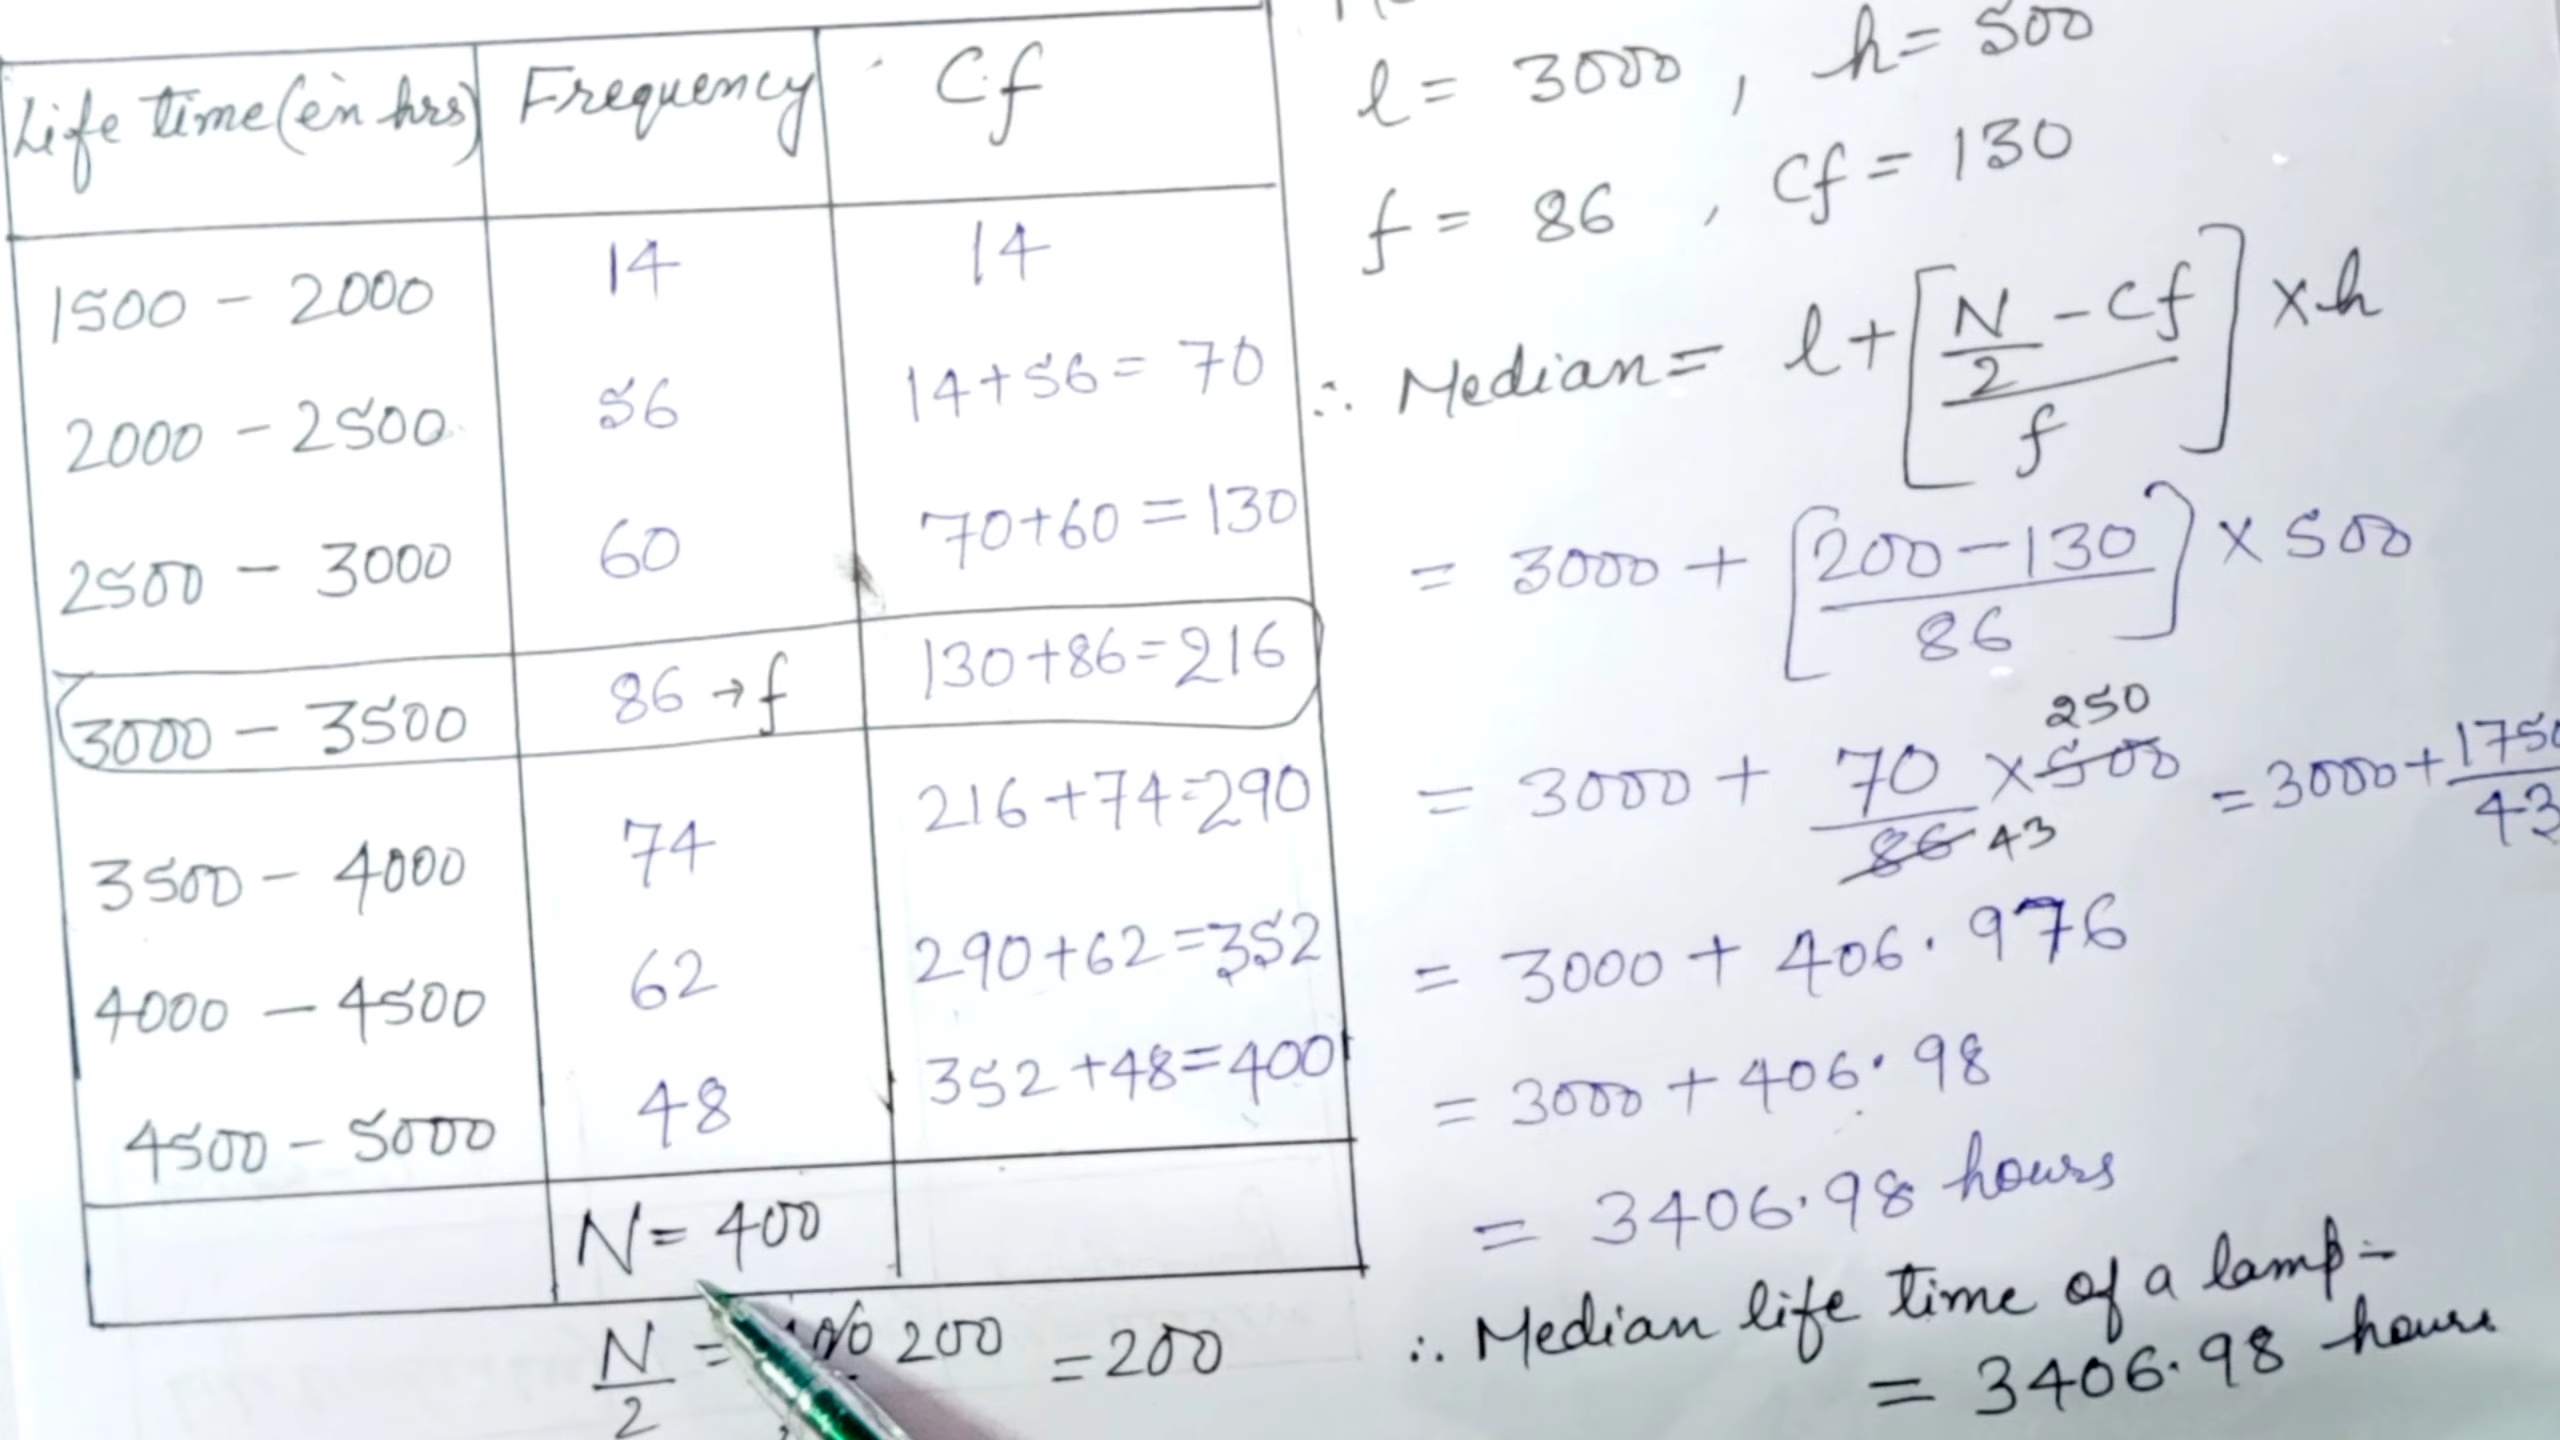 Life time (in hrs) Frequency Cf
1500 - 2000 14 14
2000 - 2500 56 14+56 = 70
2500 - 3000 60 70+60 = 130
3000 - 3500 86 → f 130+86=216
3500 - 4000 74 216+74=290
4000 - 4500 62 290+62=352
4500 - 5000 48 352+48=400
N = 400
N/2 = 200 = 200
l = 3000 , h = 500
f = 86 , Cf = 130
∴ Median = l + [(N/2 - Cf)/f] × h
= 3000 + [(200-130)/86] × 500
= 3000 + 70/86 43 × 500 250 = 3000 + 1750/43
= 3000 + 406.976
= 3000 + 406.98
= 3406.98 hours
∴ Median life time of a lamp =
= 3406.98 hours